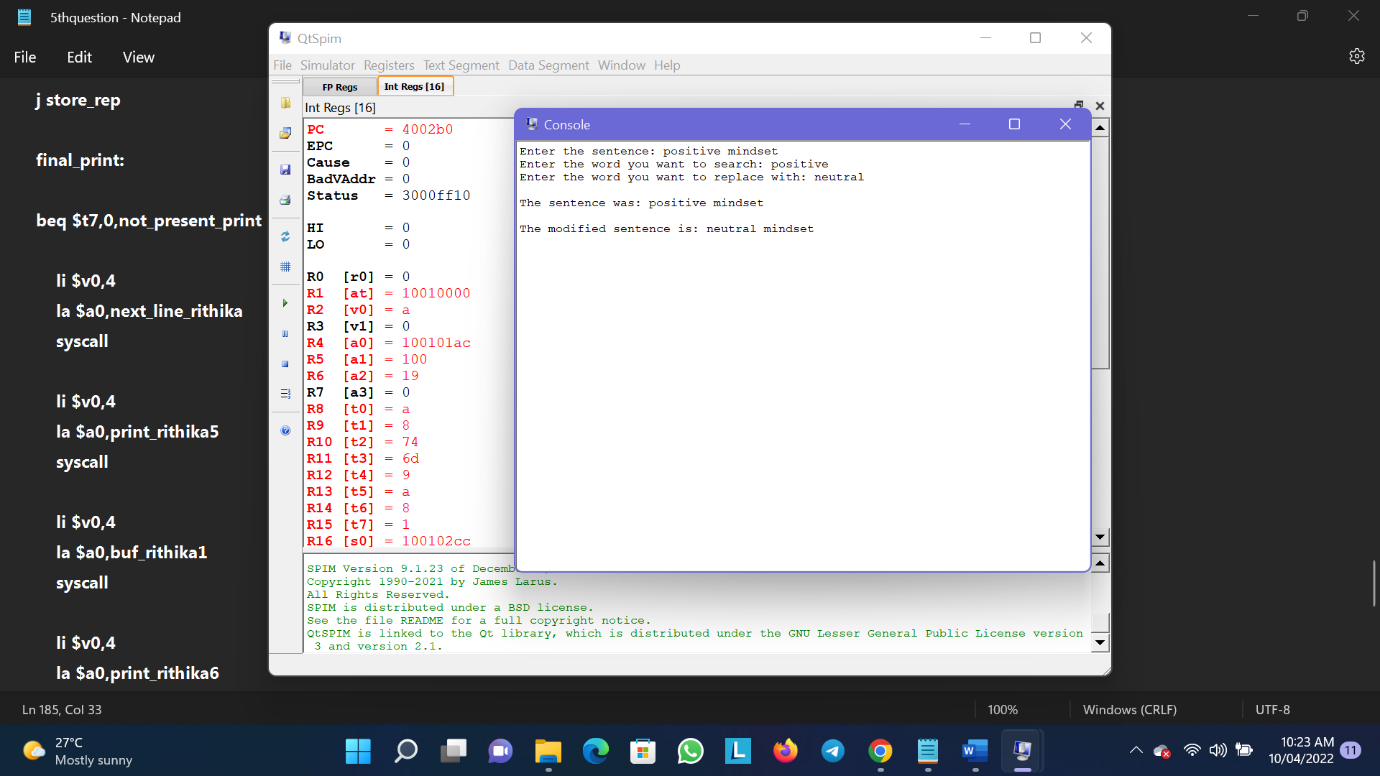 5thquestion - Notepad
File Edit View
j store_rep
final_print:
beq $t7,0,not_present_print
li $v0,4
la $a0,next_line_rithika
syscall
li $v0,4
la $a0,print_rithika5
syscall
li $v0,4
la $a0,buf_rithika1
syscall
li $v0,4
la $a0,print_rithika6
QtSpim
File Simulator Registers Text Segment Data Segment Window Help
FP Regs Int Regs [16]
Int Regs [16]
PC = 4002b0
EPC = 0
Cause = 0
BadVAddr = 0
Status = 3000ff10
HI = 0
LO = 0
R0 [r0] = 0
R1 [at] = 10010000
R2 [v0] = a
R3 [v1] = 0
R4 [a0] = 100101ac
R5 [a1] = 100
R6 [a2] = 19
R7 [a3] = 0
R8 [t0] = a
R9 [t1] = 8
R10 [t2] = 74
R11 [t3] = 6d
R12 [t4] = 9
R13 [t5] = a
R14 [t6] = 8
R15 [t7] = 1
R16 [s0] = 100102cc
Console
Enter the sentence: positive mindset
Enter the word you want to search: positive
Enter the word you want to replace with: neutral
The sentence was: positive mindset
The modified sentence is: neutral mindset
SPIM Version 9.1.23 of Decemb
Copyright 1990-2021 by James Larus.
All Rights Reserved.
SPIM is distributed under a BSD license.
See the file README for a full copyright notice.
QtSPIM is linked to the Qt library, which is distributed under the GNU Lesser General Public License version
3 and version 2.1.
Ln 185, Col 33
100%
Windows (CRLF)
UTF-8
27°C
Mostly sunny
L
W
10:23 AM
10/04/2022
11